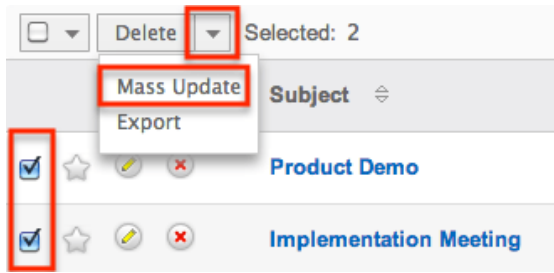 Delete Selected: 2
Mass Update
Subject
Export
Product Demo
Implementation Meeting